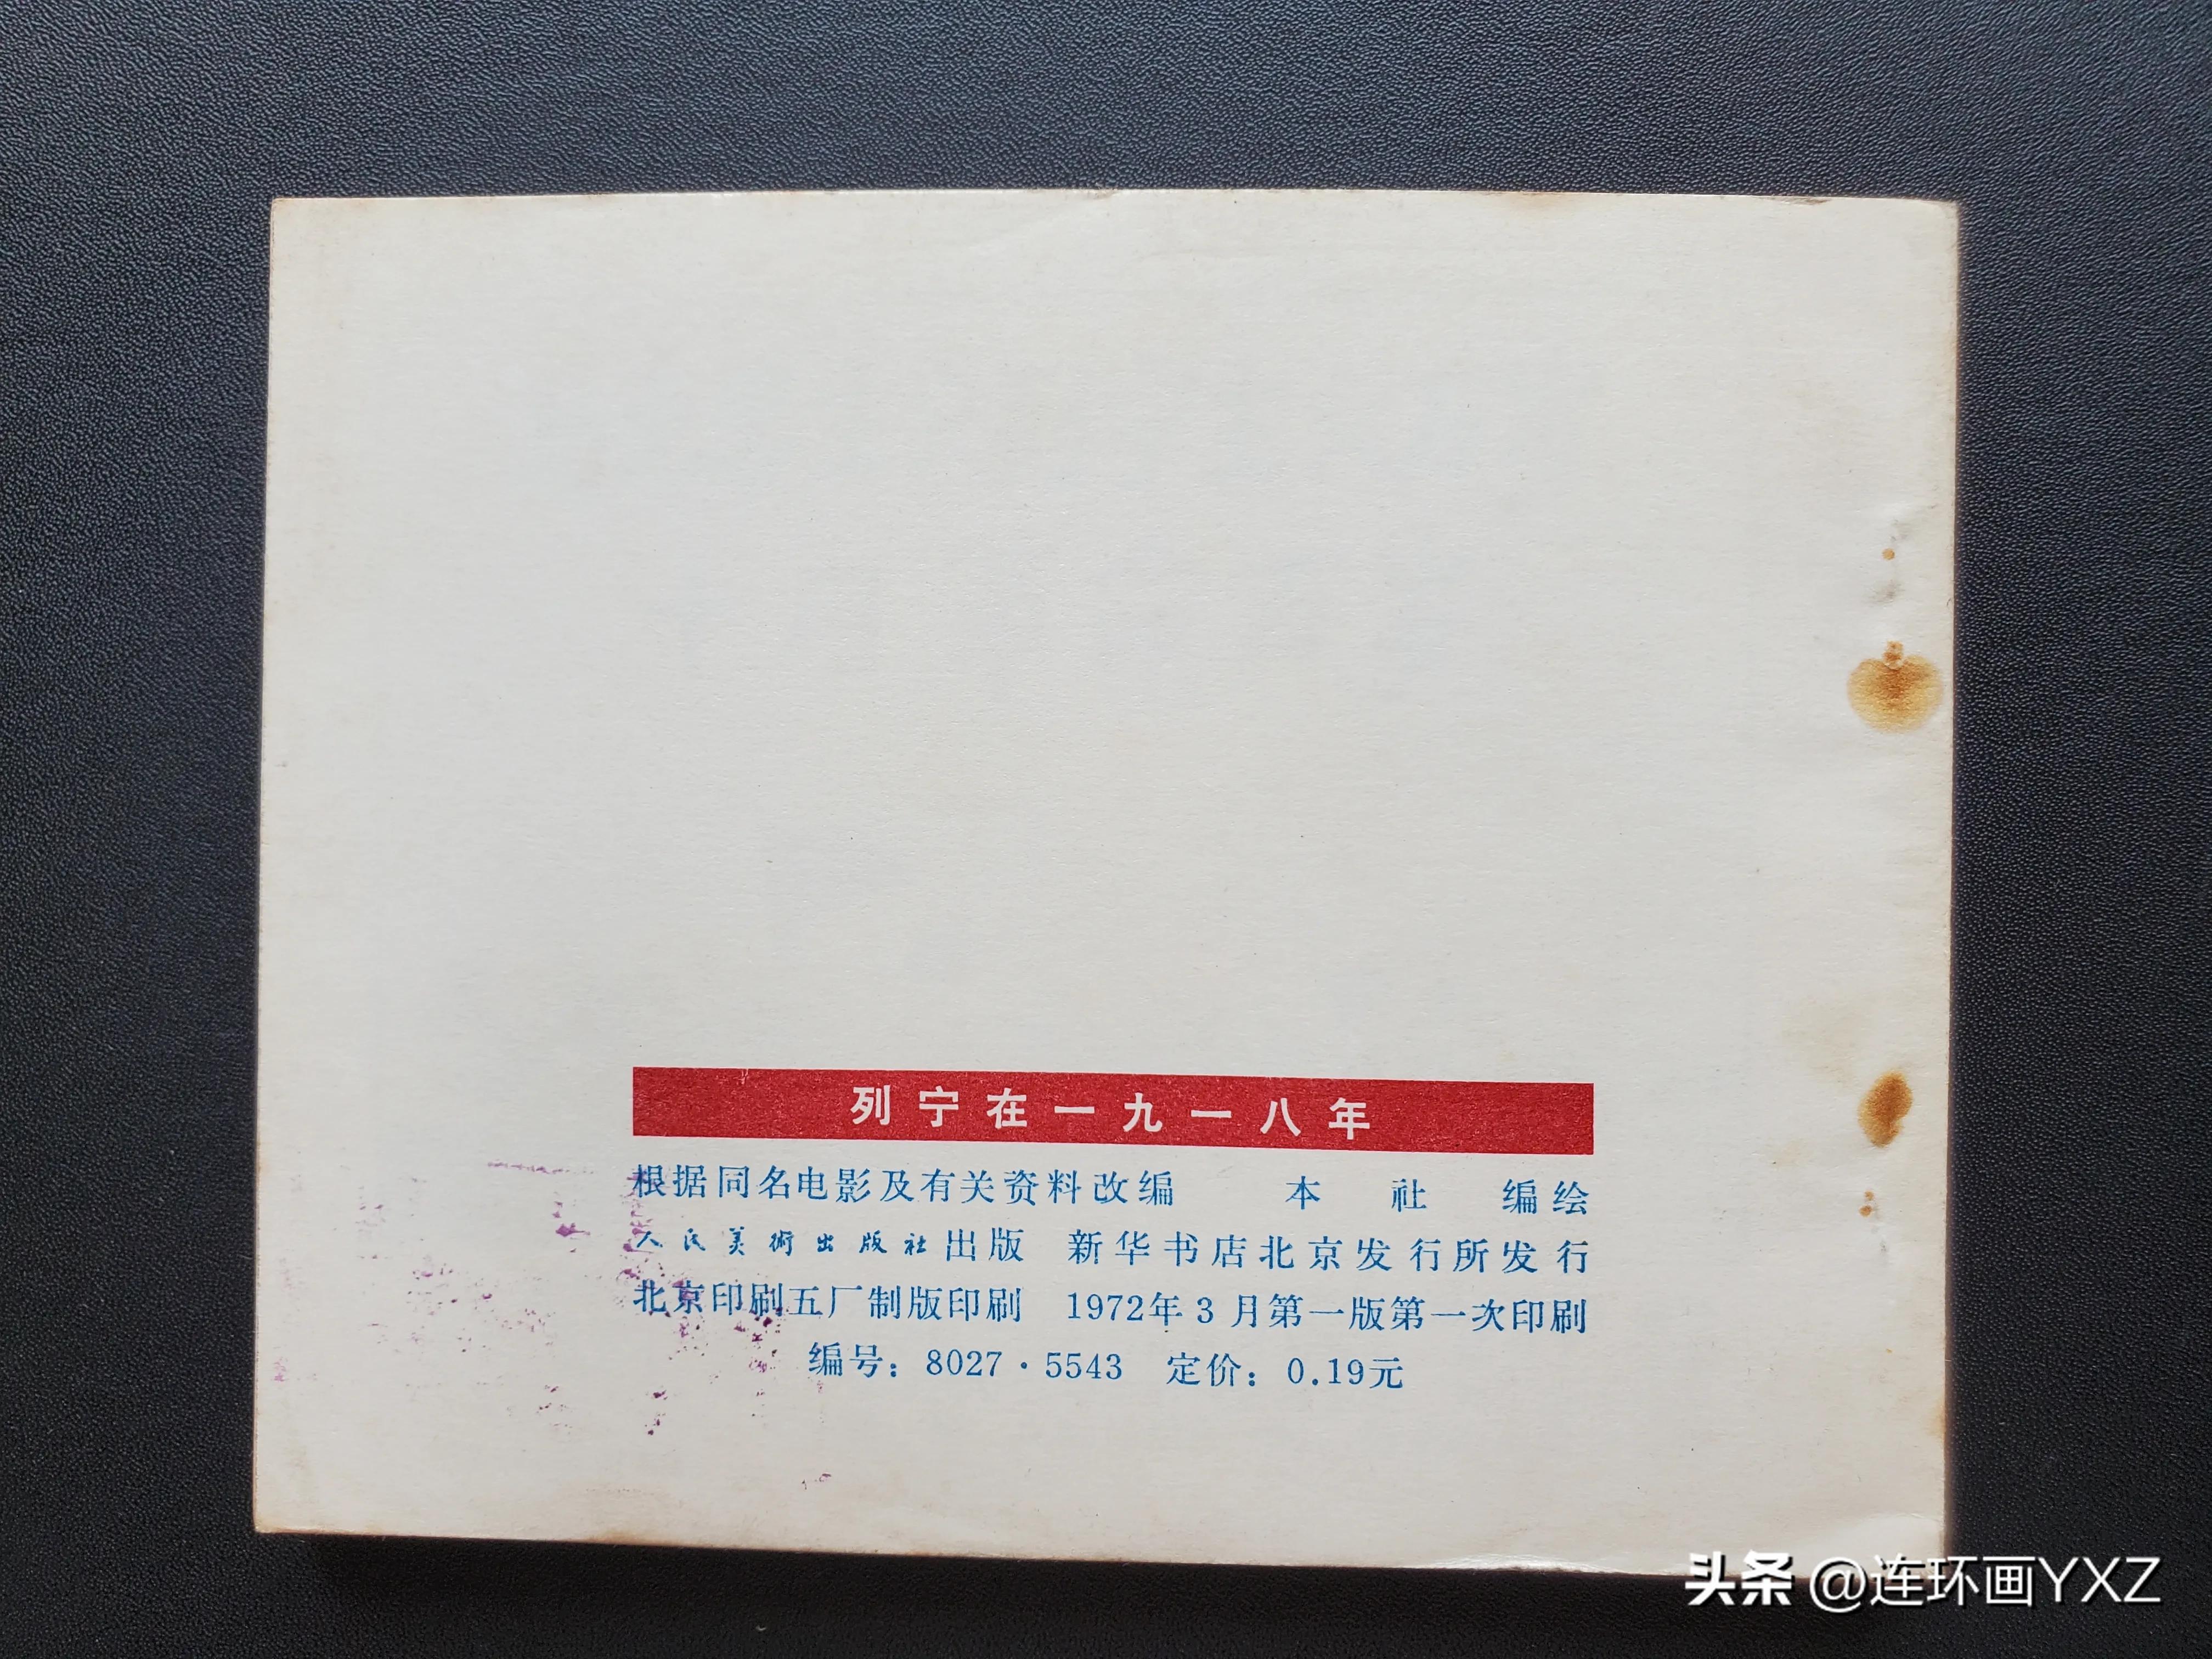 列宁在一九一八年
根据同名电影及有关资料改编 本社 编绘
人民美術出版社出版 新华书店北京发行所发行
北京印刷五厂制版印刷 1972年3月第一版第一次印刷
编号：8027·5543 定价：0.19元
头条 @连环画YXZ